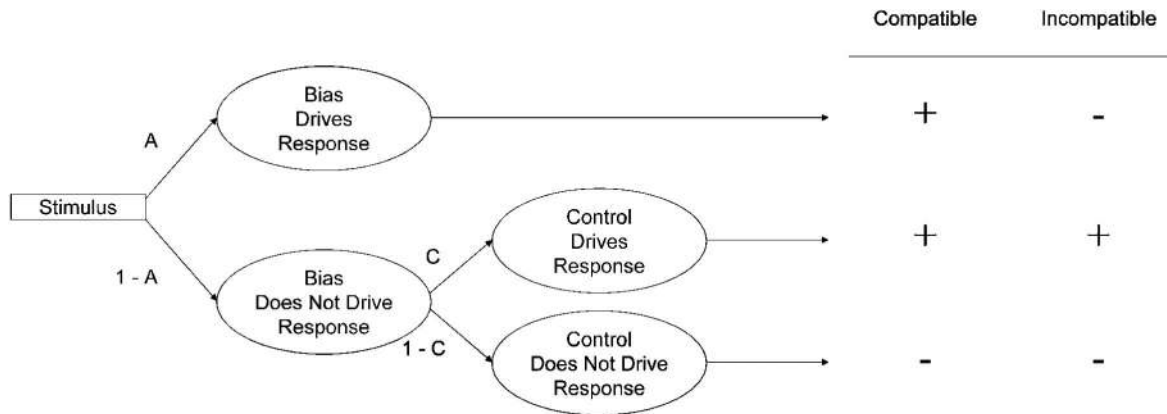 Compatible Incompatible
Bias
Drives
Response
+ -
A
Stimulus
Control
Drives
Response
+ +
C
1 - A
Bias
Does Not Drive
Response
1 - C
Control
Does Not Drive
Response
- -